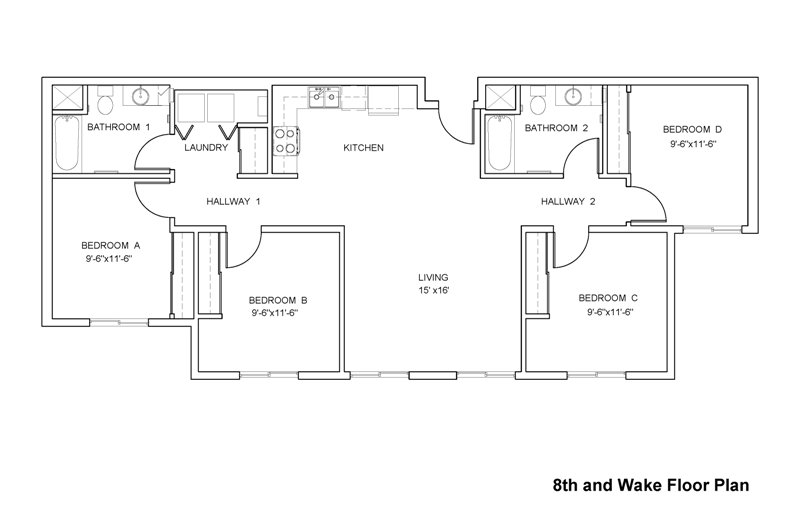 BATHROOM 1
LAUNDRY
KITCHEN
BATHROOM 2
BEDROOM D
9'-6"x11'-6"
HALLWAY 1
HALLWAY 2
BEDROOM A
9'-6"x11'-6"
LIVING
15' x16'
BEDROOM B
9'-6"x11'-6"
BEDROOM C
9'-6"x11'-6"
8th and Wake Floor Plan